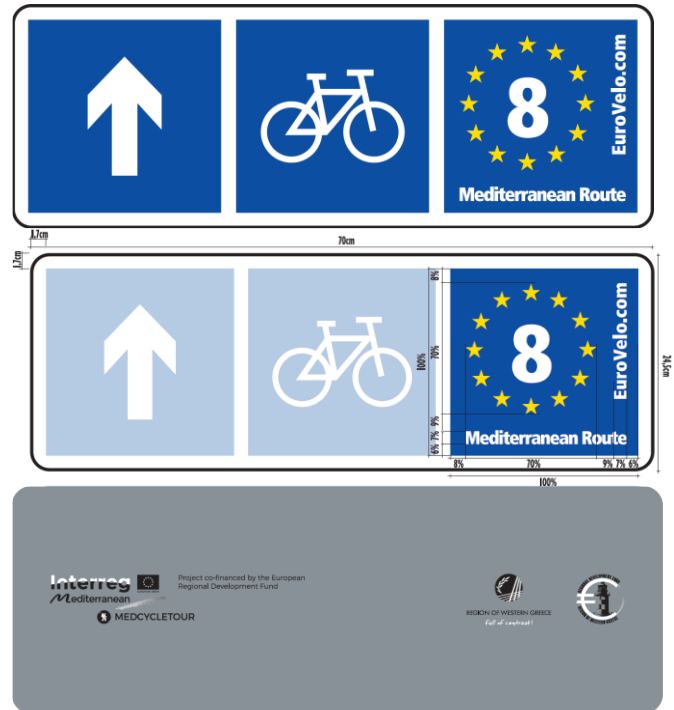 8
EuroVelo.com
Mediterranean Route
1,7cm
70cm
1,7cm
8%
70%
100%
9%
7%
6%
8
EuroVelo.com
Mediterranean Route
24,5cm
8% 70% 9% 7% 6%
100%
Interreg
Mediterranean
MEDCYCLETOUR
Project co-financed by the European
Regional Development Fund
REGION OF WESTERN GREECE
full of contrast!